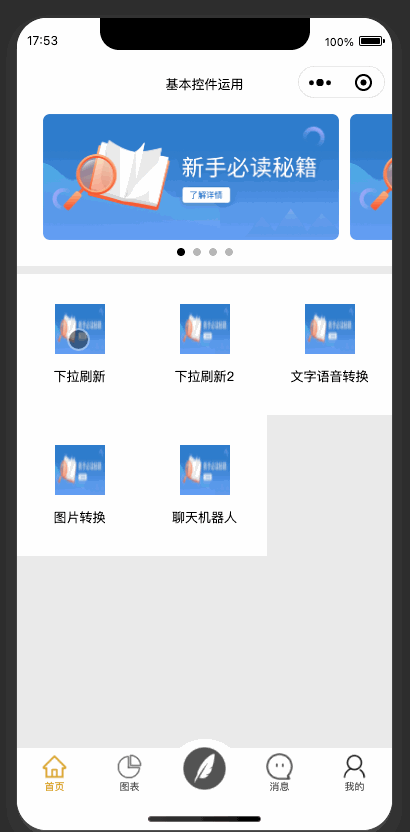 17:53
100%
基本控件运用
新手必读秘籍
了解详情
下拉刷新
下拉刷新2
文字语音转换
图片转换
聊天机器人
首页
图表
消息
我的